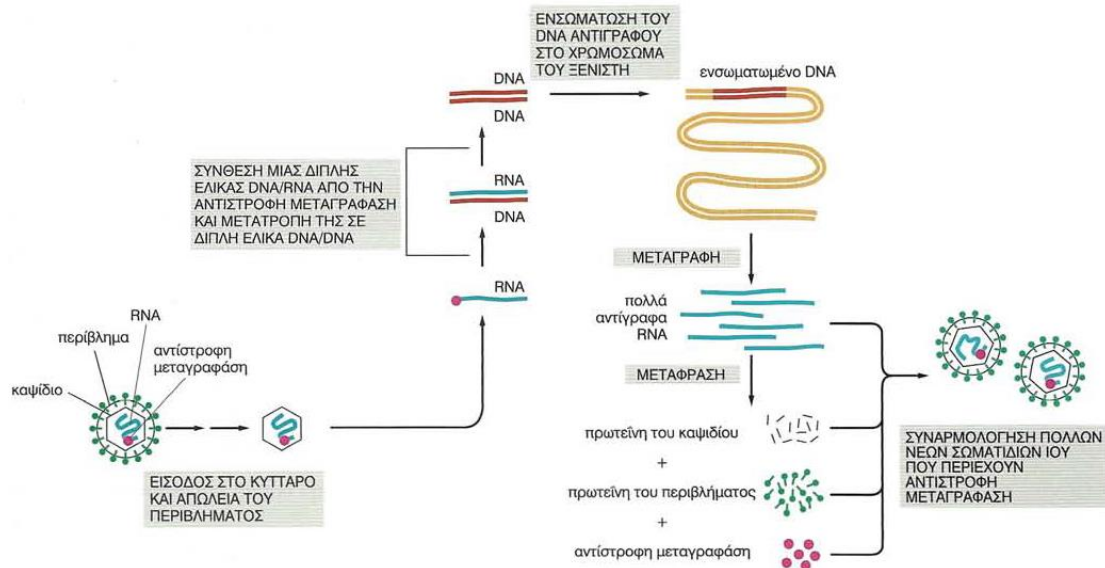 ΕΝΣΩΜΑΤΩΣΗ ΤΟΥ
DNA ΑΝΤΙΓΡΑΦΟΥ
ΣΤΟ ΧΡΩΜΟΣΩΜΑ
ΤΟΥ ΞΕΝΙΣΤΗ
ενσωματωμένο DNA
DNA
DNA
ΣΥΝΘΕΣΗ ΜΙΑΣ ΔΙΠΛΗΣ
ΕΛΙΚΑΣ DNA/RNA ΑΠΟ ΤΗΝ
ΑΝΤΙΣΤΡΟΦΗ ΜΕΤΑΓΡΑΦΑΣΗ
ΚΑΙ ΜΕΤΑΤΡΟΠΗ ΤΗΣ ΣΕ
ΔΙΠΛΗ ΕΛΙΚΑ DNA/DNA
RNA
DNA
RNA
RNA
περίβλημα
αντίστροφη
μεταγραφάση
καψίδιο
ΕΙΣΟΔΟΣ ΣΤΟ ΚΥΤΤΑΡΟ
ΚΑΙ ΑΠΩΛΕΙΑ ΤΟΥ
ΠΕΡΙΒΛΗΜΑΤΟΣ
ΜΕΤΑΓΡΑΦΗ
πολλά
αντίγραφα
RNA
ΜΕΤΑΦΡΑΣΗ
πρωτεΐνη του καψιδίου
+
πρωτεΐνη του περιβλήματος
+
αντίστροφη μεταγραφάση
ΣΥΝΑΡΜΟΛΟΓΗΣΗ ΠΟΛΛΩΝ
ΝΕΩΝ ΣΩΜΑΤΙΔΙΩΝ ΙΟΥ
ΠΟΥ ΠΕΡΙΕΧΟΥΝ
ΑΝΤΙΣΤΡΟΦΗ
ΜΕΤΑΓΡΑΦΑΣΗ